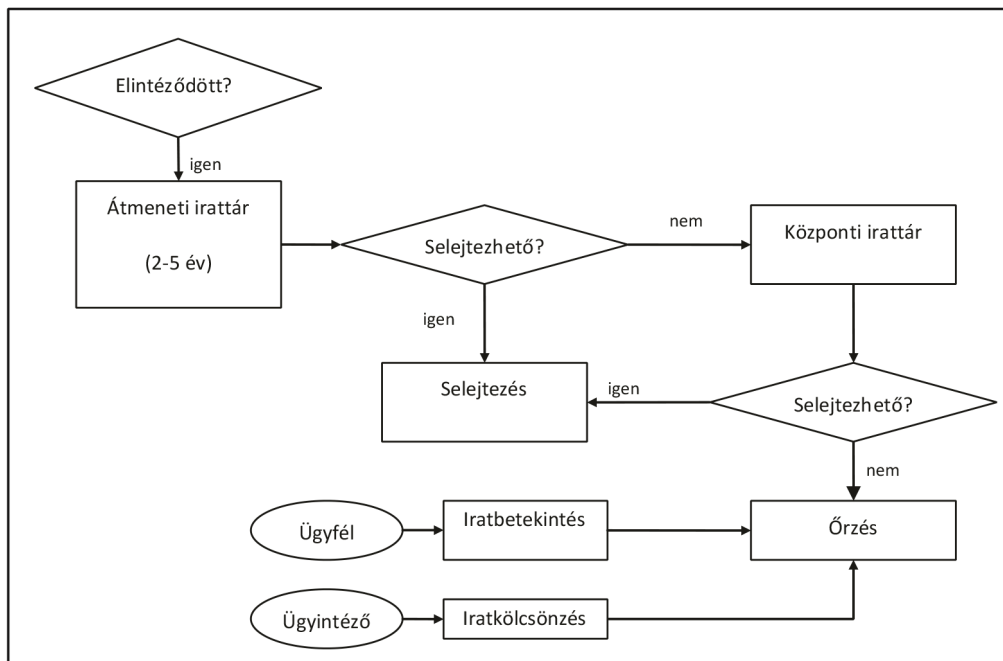 Elintéződött?
igen
Átmeneti irattár
(2-5 év)
Selejtezhető?
nem
Központi irattár
igen
Selejtezés
igen
Selejtezhető?
nem
Ügyfél
Iratbetekintés
Őrzés
Ügyintéző
Iratkölcsönzés